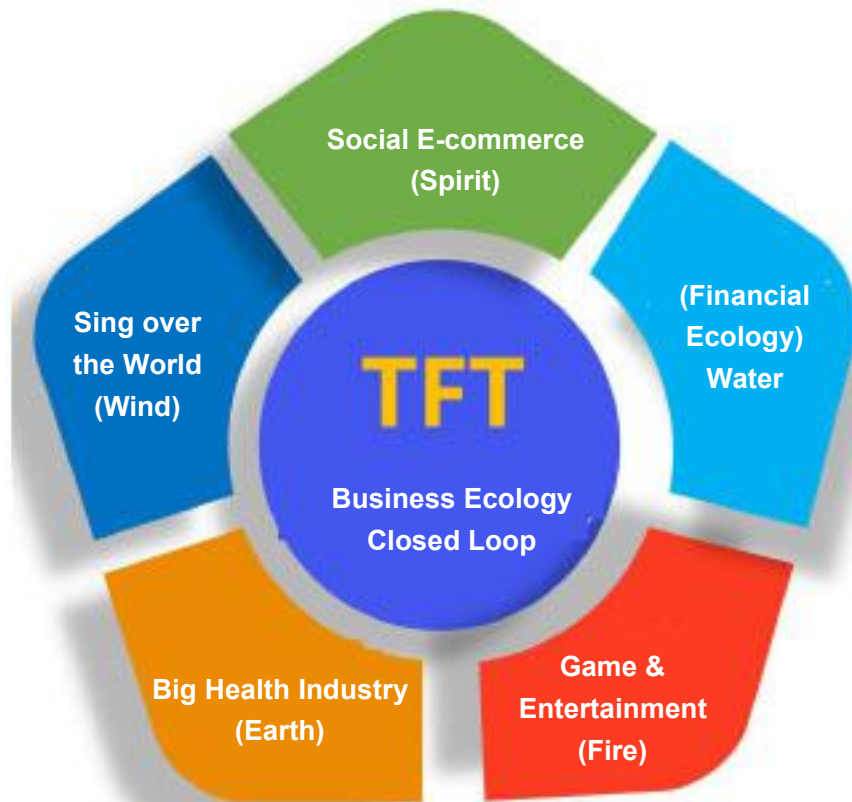 Social E-commerce
(Spirit)
Sing over
the World
(Wind)
(Financial
Ecology)
Water
TFT
Business Ecology
Closed Loop
Big Health Industry
(Earth)
Game &
Entertainment
(Fire)